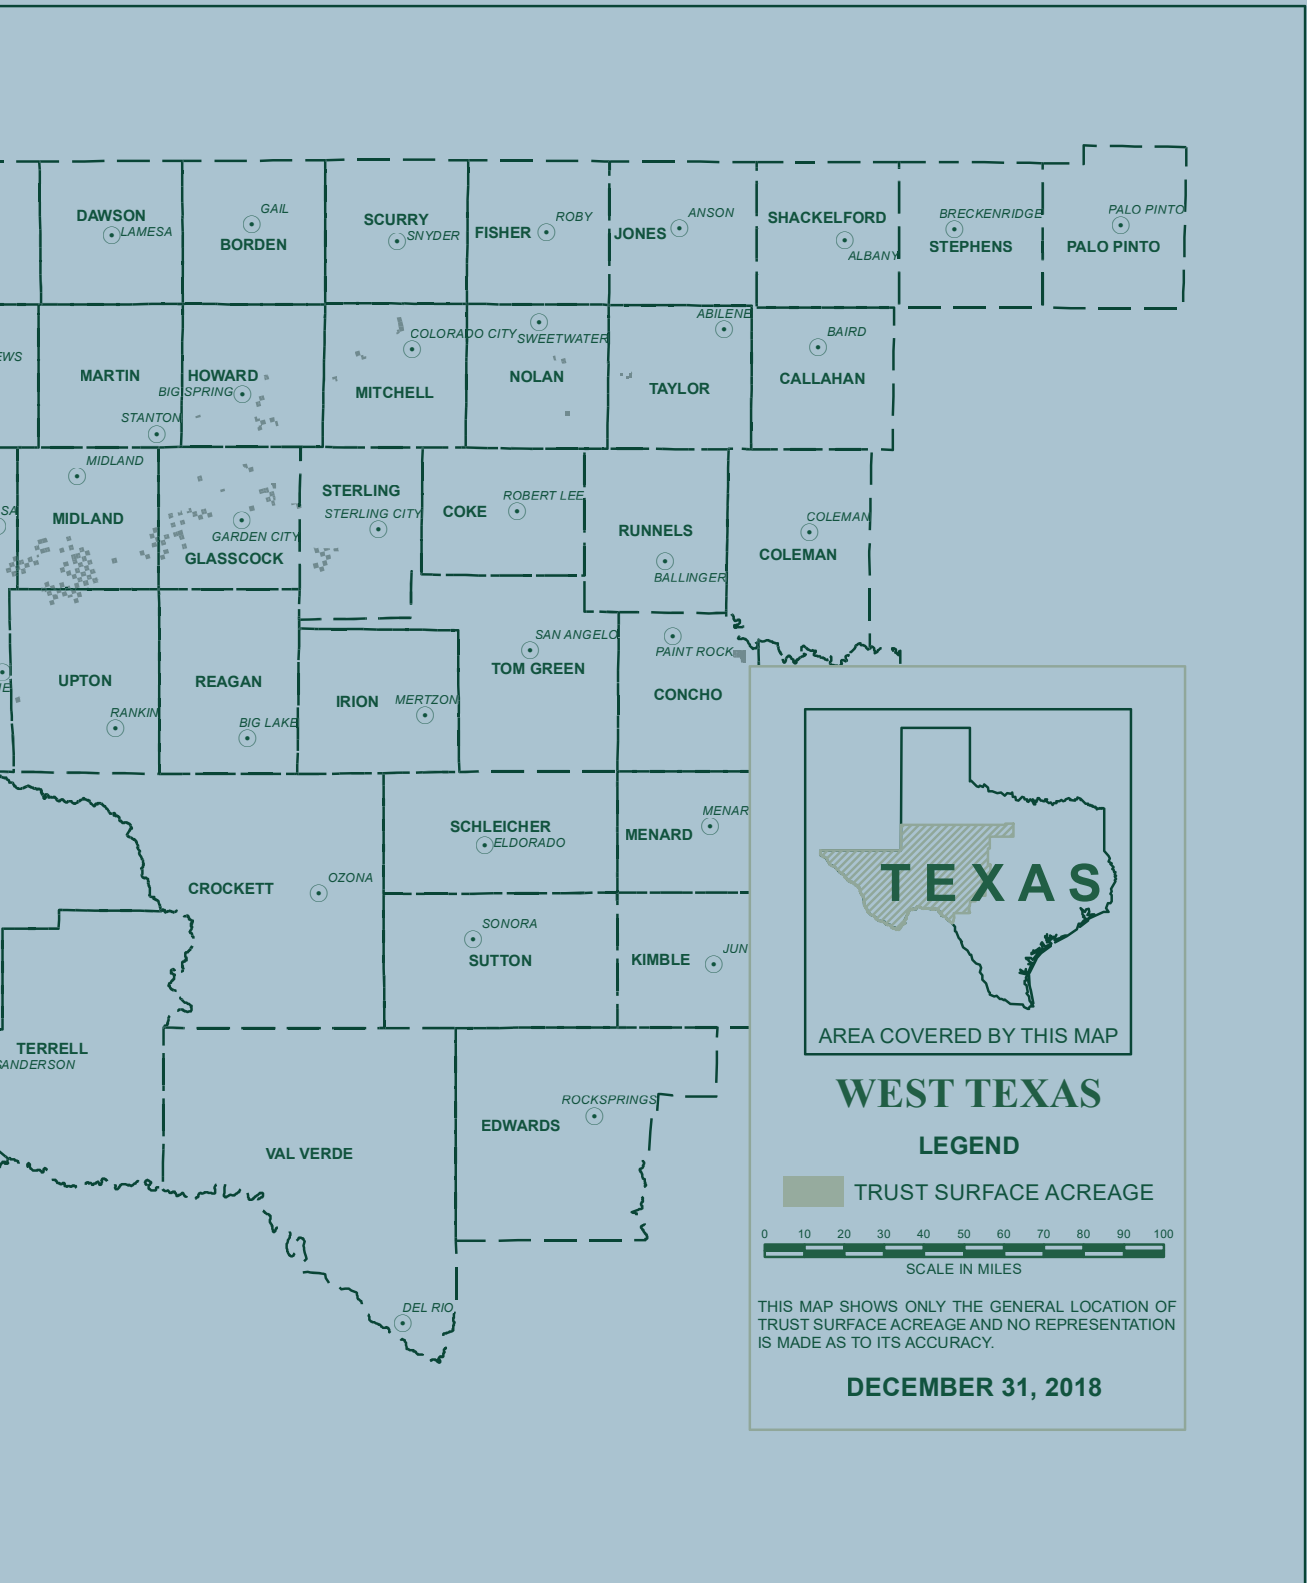 GAIL
ROBY
ANSON
BRECKENRIDGE
PALO PINTO
DAWSON
LAMESA
BORDEN
SCURRY
SNYDER
FISHER
JONES
SHACKELFORD
ALBANY
STEPHENS
PALO PINTO
ABILENE
COLORADO CITY
SWEETWATER
BAIRD
EWS
MARTIN
HOWARD
BIG SPRING
MITCHELL
NOLAN
TAYLOR
CALLAHAN
STANTON
MIDLAND
STERLING
ROBERT LEE
SA
MIDLAND
STERLING CITY
COKE
COLEMAN
GARDEN CITY
RUNNELS
GLASSCOCK
COLEMAN
BALLINGER
SAN ANGELO
PAINT ROCK
TOM GREEN
UPTON
REAGAN
IRION
MERTZON
CONCHO
NE
RANKIN
BIG LAKE
SCHLEICHER
ELDORADO
MENARD
MENAR
CROCKETT
OZONA
SONORA
SUTTON
KIMBLE
JUN
TERRELL
SANDERSON
VAL VERDE
EDWARDS
ROCKSPRINGS
DEL RIO
TEXAS
AREA COVERED BY THIS MAP
WEST TEXAS
LEGEND
TRUST SURFACE ACREAGE
0 10 20 30 40 50 60 70 80 90 100
SCALE IN MILES
THIS MAP SHOWS ONLY THE GENERAL LOCATION OF
TRUST SURFACE ACREAGE AND NO REPRESENTATION
IS MADE AS TO ITS ACCURACY.
DECEMBER 31, 2018